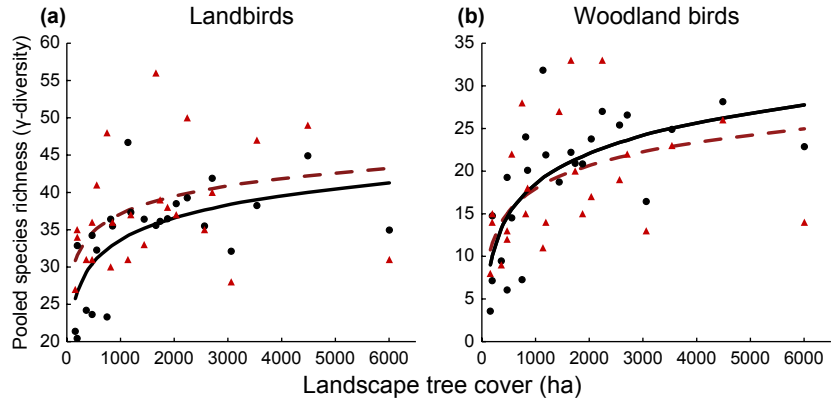 (a) Landbirds
(b) Woodland birds
Pooled species richness (γ-diversity)
60
55
50
45
40
35
30
25
20
0 1000 2000 3000 4000 5000 6000
35
30
25
20
15
10
5
0
0 1000 2000 3000 4000 5000 6000
Landscape tree cover (ha)